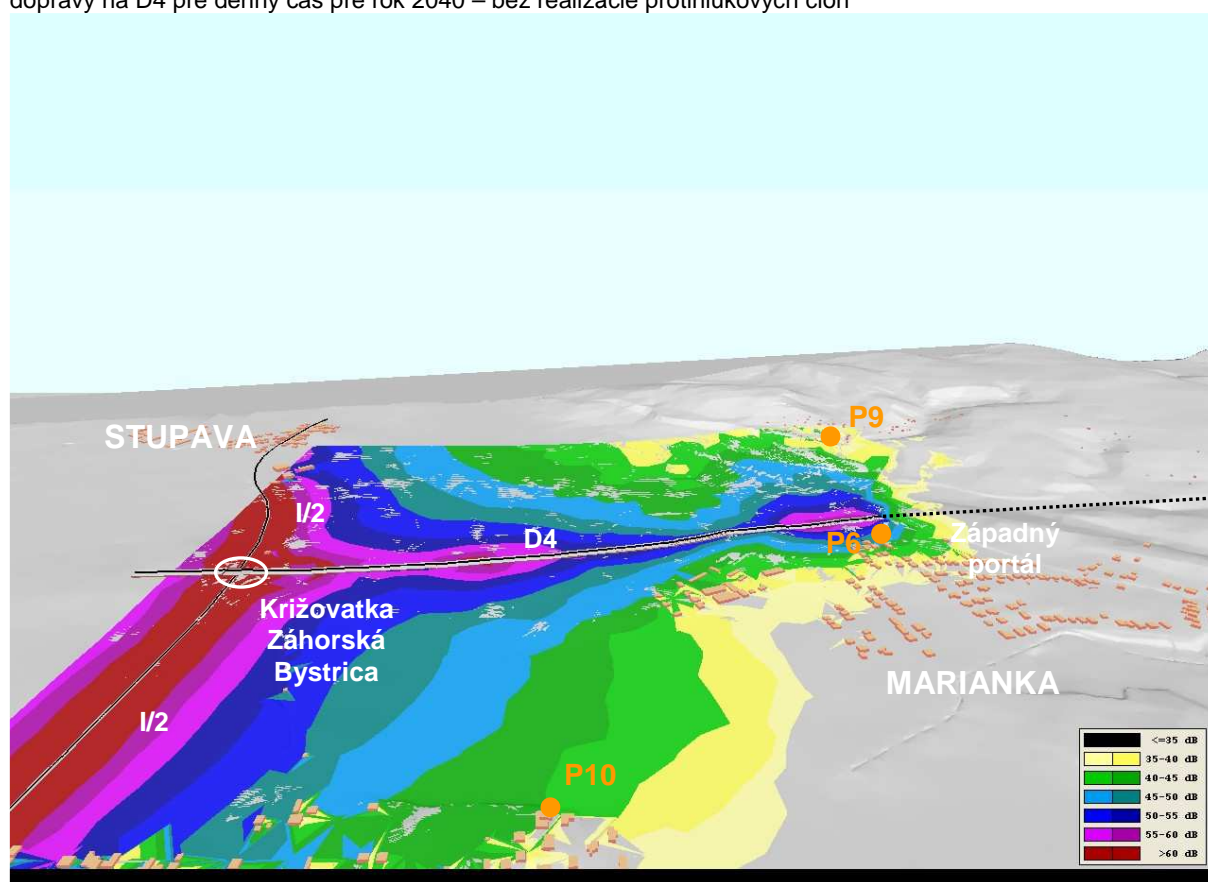 dopravy na D4 pre denný čas pre rok 2040 – bez realizácie protihlukových clôn
P9
STUPAVA
I/2
D4
P6
Západný
portál
Križovatka
Záhorská
Bystrica
MARIANKA
I/2
P10
<=35 dB
35-40 dB
40-45 dB
45-50 dB
50-55 dB
55-60 dB
>60 dB